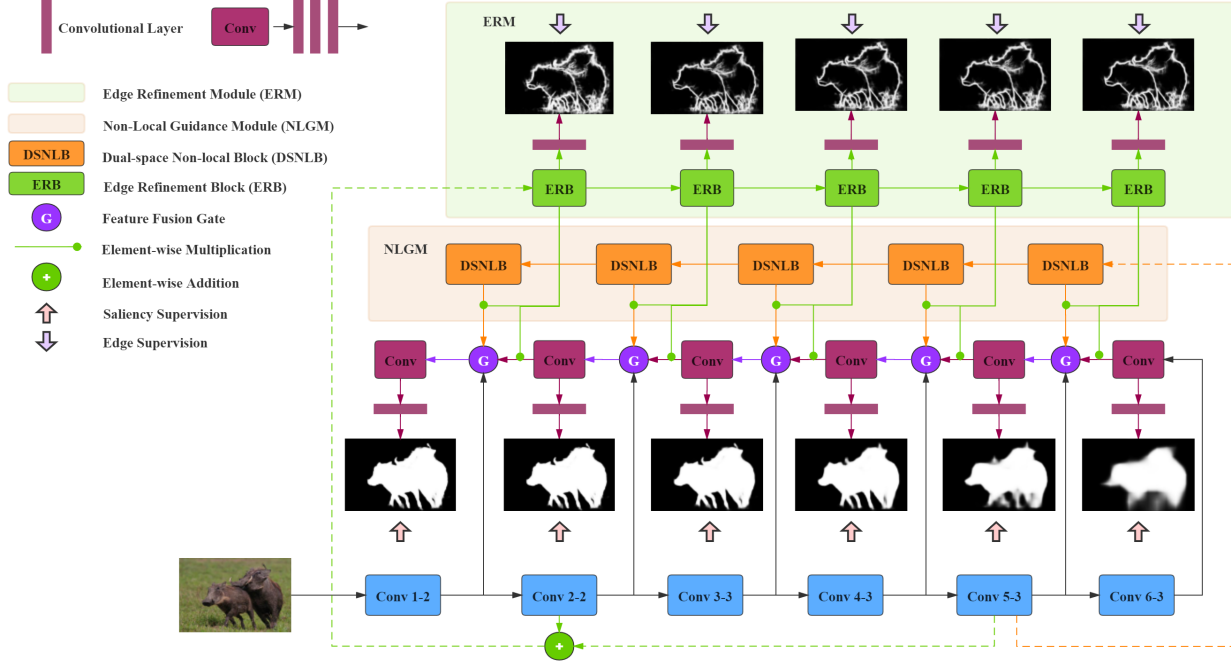 Convolutional Layer
Conv
Edge Refinement Module (ERM)
Non-Local Guidance Module (NLGM)
DSNLB Dual-space Non-local Block (DSNLB)
ERB Edge Refinement Block (ERB)
G Feature Fusion Gate
Element-wise Multiplication
+ Element-wise Addition
Saliency Supervision
Edge Supervision
ERM
ERB ERB ERB ERB ERB
NLGM
DSNLB DSNLB DSNLB DSNLB DSNLB
Conv G Conv G Conv G Conv G Conv G Conv
Conv 1-2 Conv 2-2 Conv 3-3 Conv 4-3 Conv 5-3 Conv 6-3
+